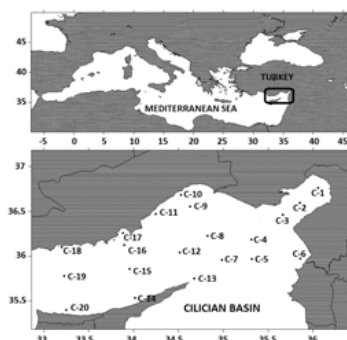 45
40
35
TURKEY
MEDITERRANEAN SEA
-5 0 5 10 15 20 25 30 35 40 45
37
36.5
36
35.5
C-1
C-2
C-3
C-10
C-9
C-11
C-17
C-8
C-4
C-18
C-16
C-12
C-7
C-5
C-6
C-15
C-19
C-13
C-14
C-20
CILICIAN BASIN
33 33.5 34 34.5 35 35.5 36